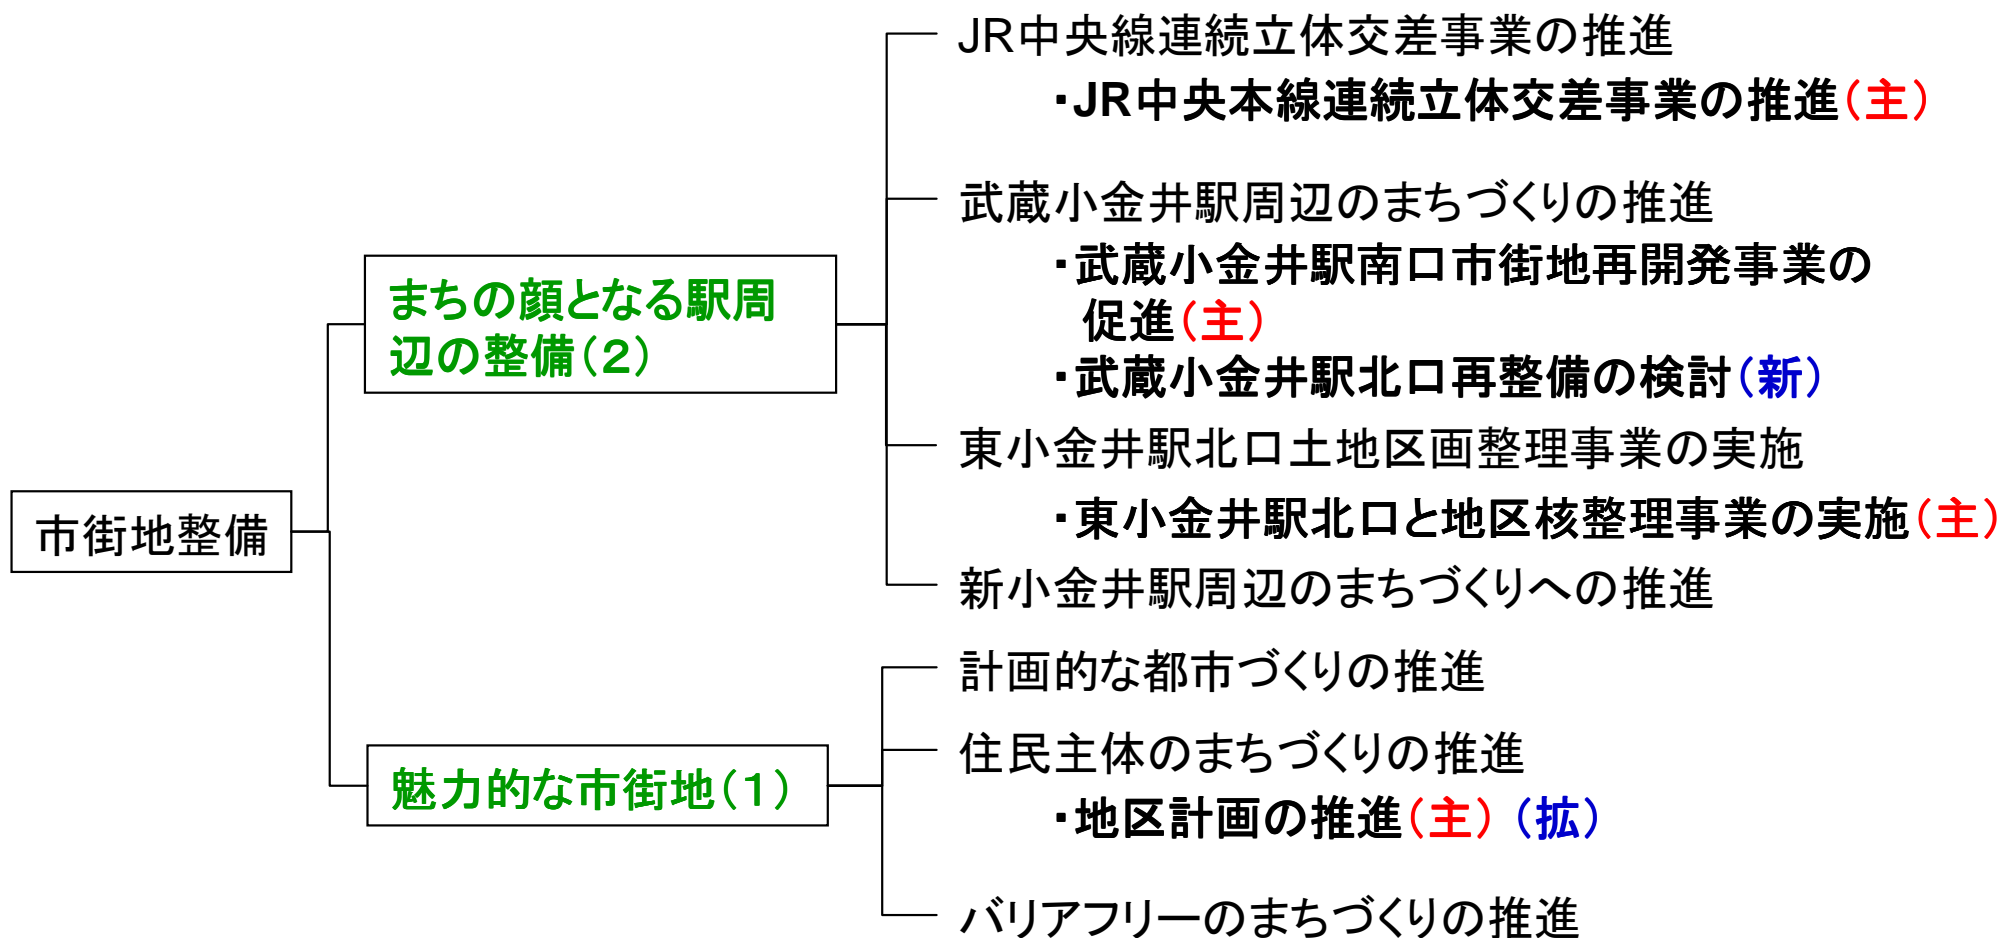 市街地整備
まちの顔となる駅周
辺の整備(2)
JR中央線連続立体交差事業の推進
・JR中央本線連続立体交差事業の推進(主)
武蔵小金井駅周辺のまちづくりの推進
・武蔵小金井駅南口市街地再開発事業の
促進(主)
・武蔵小金井駅北口再整備の検討(新)
東小金井駅北口土地区画整理事業の実施
・東小金井駅北口と地区核整理事業の実施(主)
新小金井駅周辺のまちづくりへの推進
魅力的な市街地(1)
計画的な都市づくりの推進
住民主体のまちづくりの推進
・地区計画の推進(主)(拡)
バリアフリーのまちづくりの推進